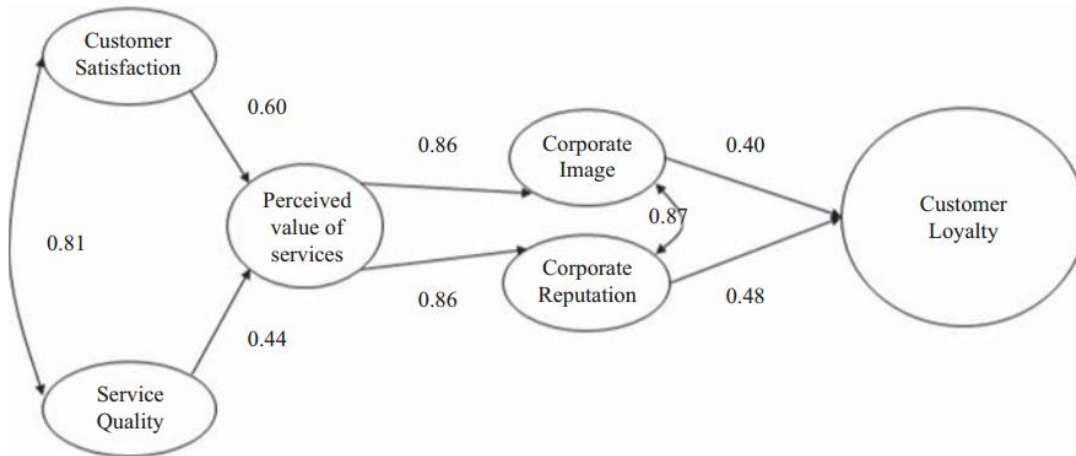 Customer
Satisfaction
0.60
0.86
Corporate
Image
0.40
Perceived
value of
services
0.81
0.87
Customer
Loyalty
Corporate
Reputation
0.86
0.48
0.44
Service
Quality